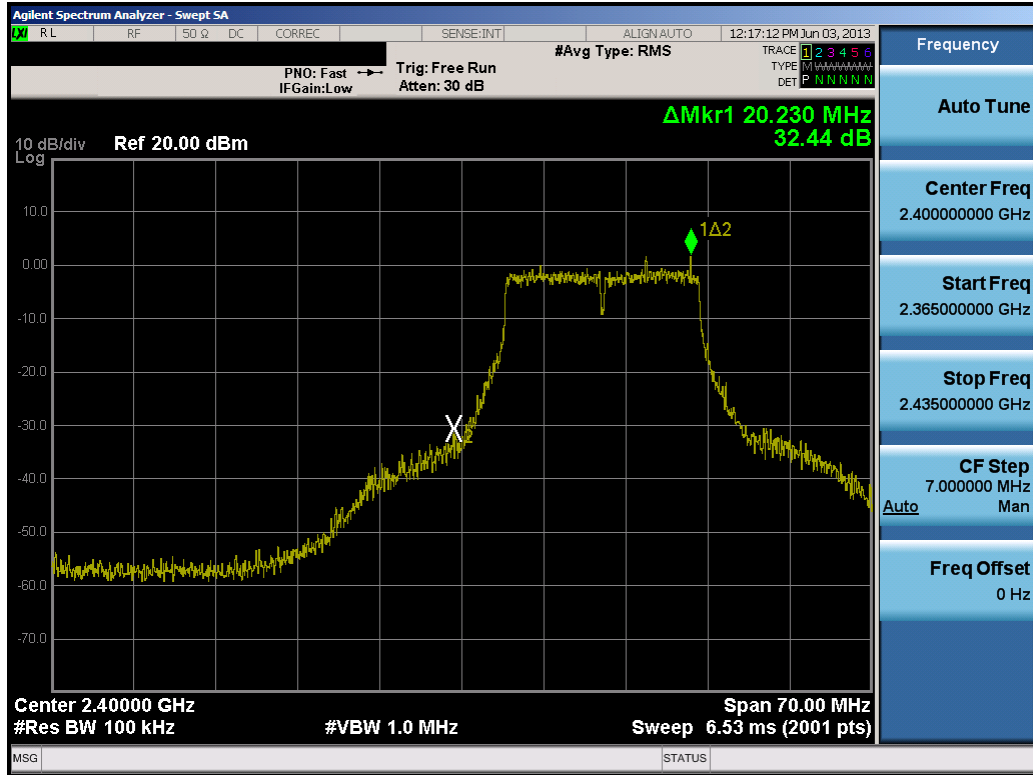 Agilent Spectrum Analyzer - Swept SA
LXI RL RF 50 Ω DC CORREC SENSE:INT ALIGN AUTO 12:17:12 PM Jun 03, 2013
#Avg Type: RMS TRACE 1 2 3 4 5 6
PNO: Fast Trig: Free Run TYPE M WWWWW
IFGain:Low Atten: 30 dB DET P N N N N N
ΔMkr1 20.230 MHz
32.44 dB
10 dB/div Ref 20.00 dBm
Log
10.0
1Δ2
0.00
-10.0
-20.0
-30.0
X2
-40.0
-50.0
-60.0
-70.0
Center 2.40000 GHz Span 70.00 MHz
#Res BW 100 kHz #VBW 1.0 MHz Sweep 6.53 ms (2001 pts)
MSG STATUS
Frequency
Auto Tune
Center Freq
2.400000000 GHz
Start Freq
2.365000000 GHz
Stop Freq
2.435000000 GHz
CF Step
7.000000 MHz
Auto Man
Freq Offset
0 Hz